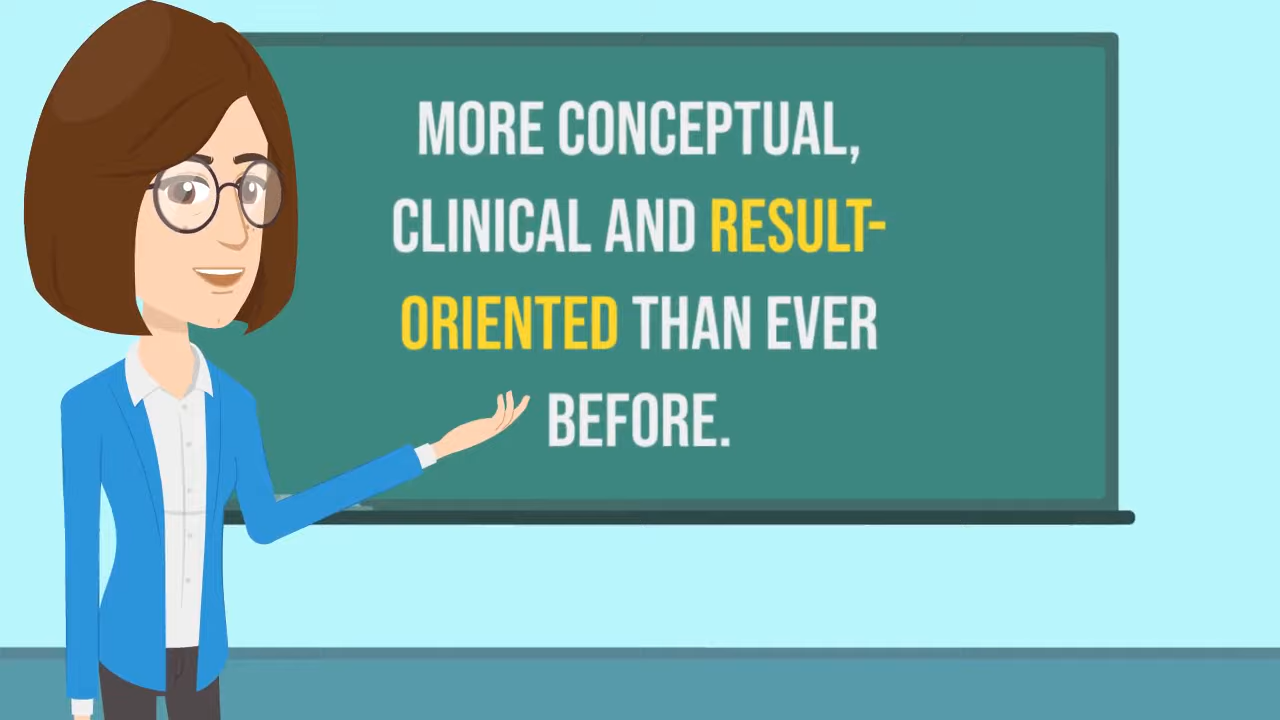 MORE CONCEPTUAL,
CLINICAL AND RESULT-
ORIENTED THAN EVER
BEFORE.